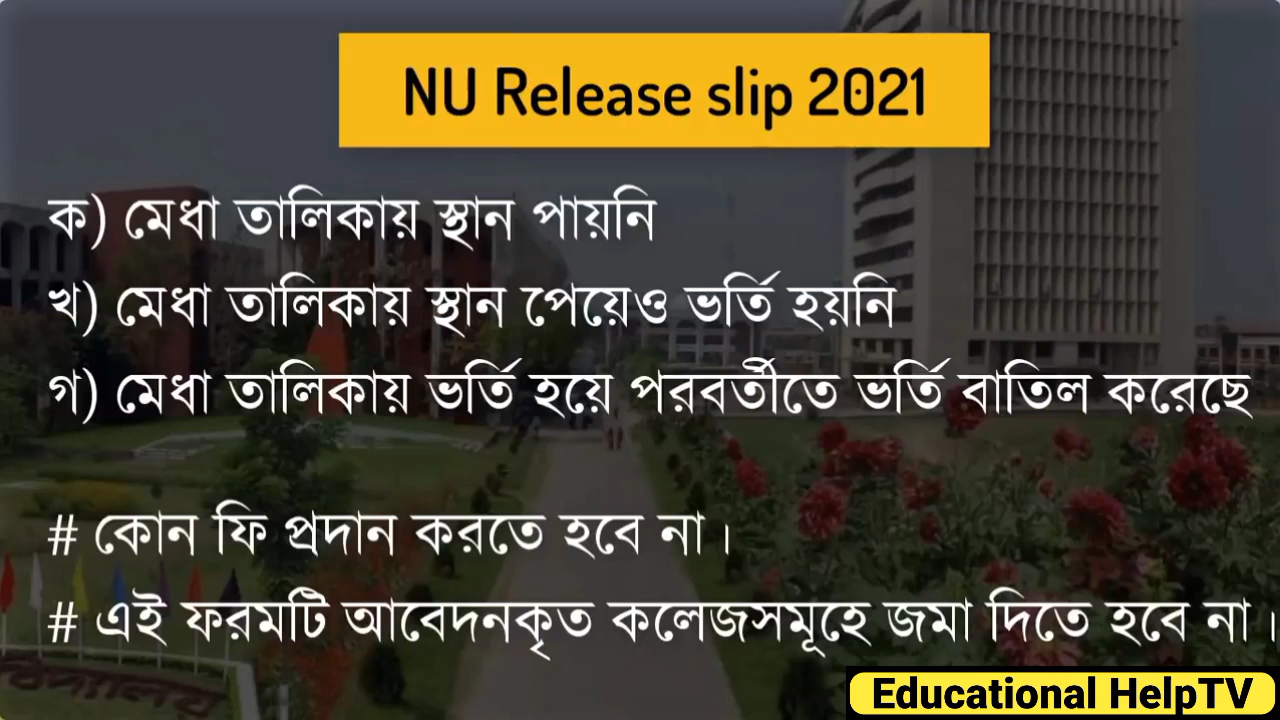 NU Release slip 2021
ক) মেধা তালিকায় স্থান পায়নি
খ) মেধা তালিকায় স্থান পেয়েও ভর্তি হয়নি
গ) মেধা তালিকায় ভর্তি হয়ে পরবর্তীতে ভর্তি বাতিল করেছে
# কোন ফি প্রদান করতে হবে না।
# এই ফরমটি আবেদনকৃত কলেজসমূহে জমা দিতে হবে না।
Educational HelpTV